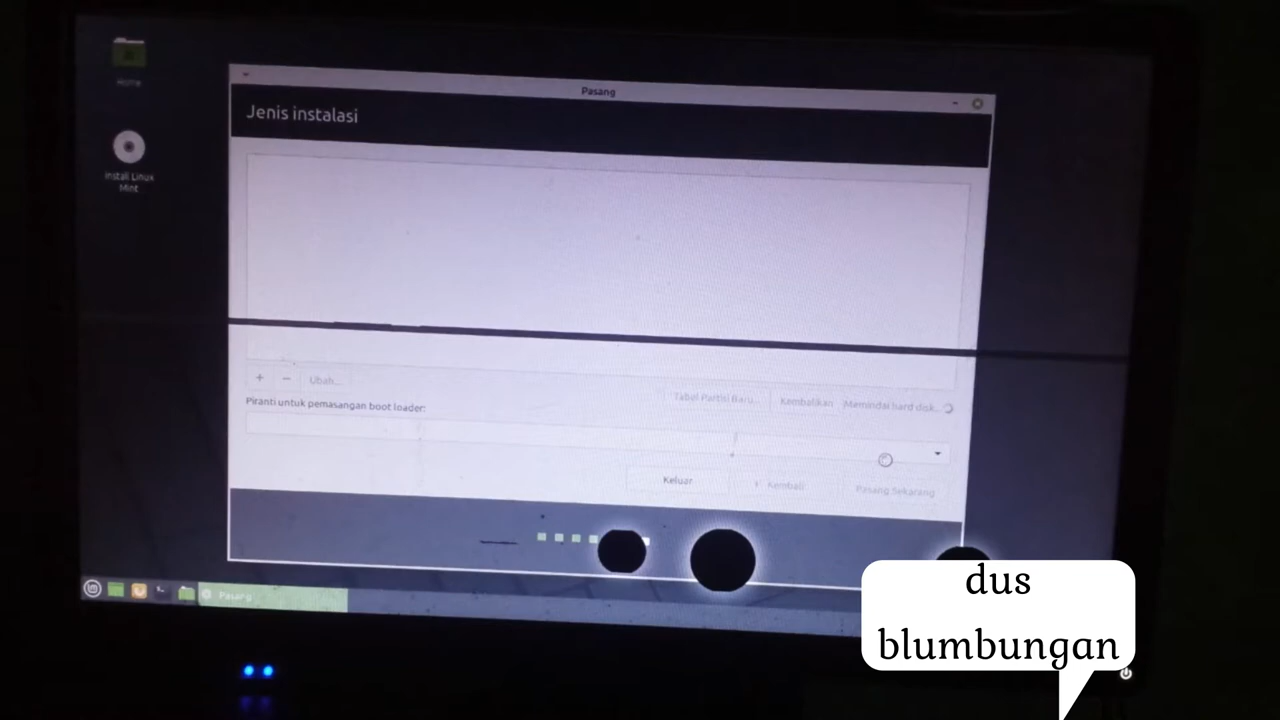 Home
Install Linux
Mint
Pasang
Jenis instalasi
Ubah...
Tabel Partisi Baru...
Kembalikan
Memindai hard disk...
Piranti untuk pemasangan boot loader:
Keluar
Kembali
Pasang Sekarang
Pasang
dus
blumbungan